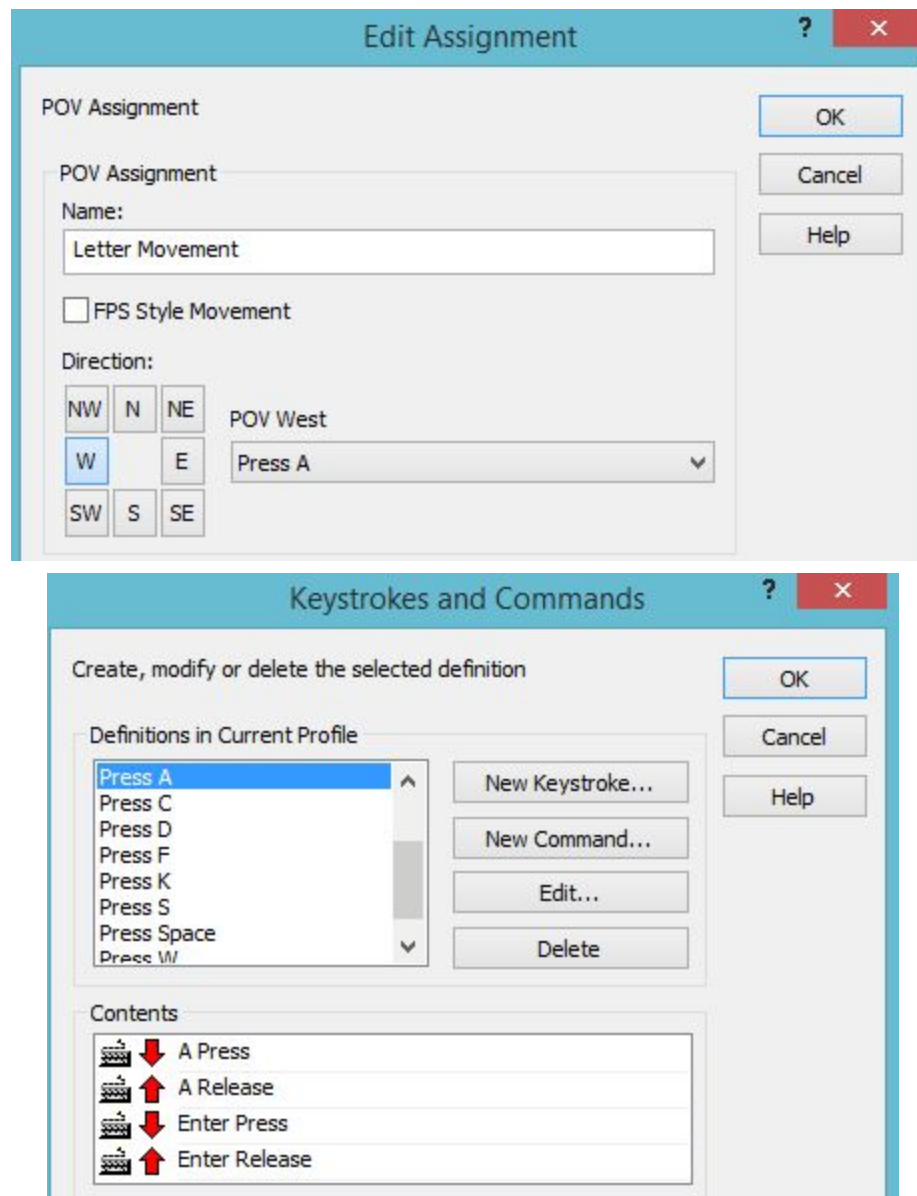 Edit Assignment
?
×
POV Assignment
OK
POV Assignment
Cancel
Name:
Letter Movement
Help
FPS Style Movement
Direction:
NW N NE
POV West
W E
Press A
SW S SE
Keystrokes and Commands
?
×
Create, modify or delete the selected definition
OK
Definitions in Current Profile
Cancel
Press A
New Keystroke...
Help
Press C
Press D
New Command...
Press F
Press K
Edit...
Press S
Press Space
Delete
Press W
Contents
A Press
A Release
Enter Press
Enter Release